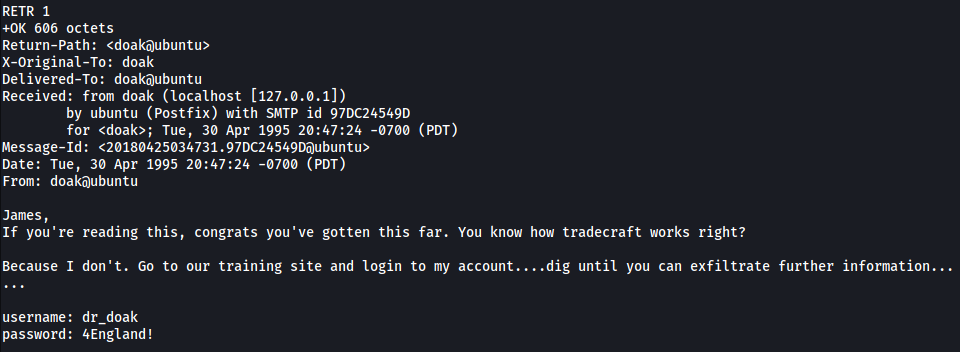 RETR 1
+OK 606 octets
Return-Path: <doak@ubuntu>
X-Original-To: doak
Delivered-To: doak@ubuntu
Received: from doak (localhost [127.0.0.1])
by ubuntu (Postfix) with SMTP id 97DC24549D
for <doak>; Tue, 30 Apr 1995 20:47:24 -0700 (PDT)
Message-Id: <20180425034731.97DC24549D@ubuntu>
Date: Tue, 30 Apr 1995 20:47:24 -0700 (PDT)
From: doak@ubuntu
James,
If you're reading this, congrats you've gotten this far. You know how tradecraft works right?
Because I don't. Go to our training site and login to my account....dig until you can exfiltrate further information...
...
username: dr_doak
password: 4England!